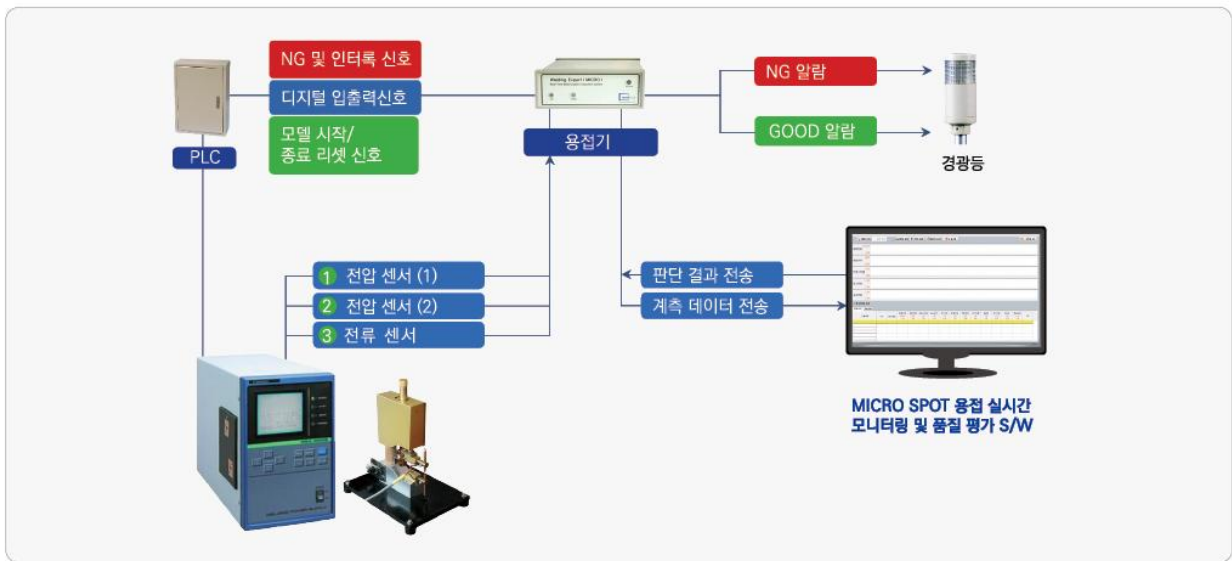 NG 및 인터록 신호
디지털 입출력신호
모델 시작/
종료 리셋 신호
PLC
Welding Expert (MICRO)
용접기
NG 알람
GOOD 알람
경광등
1 전압 센서 (1)
2 전압 센서 (2)
3 전류 센서
판단 결과 전송
계측 데이터 전송
MICRO SPOT 용접 실시간
모니터링 및 품질 평가 S/W